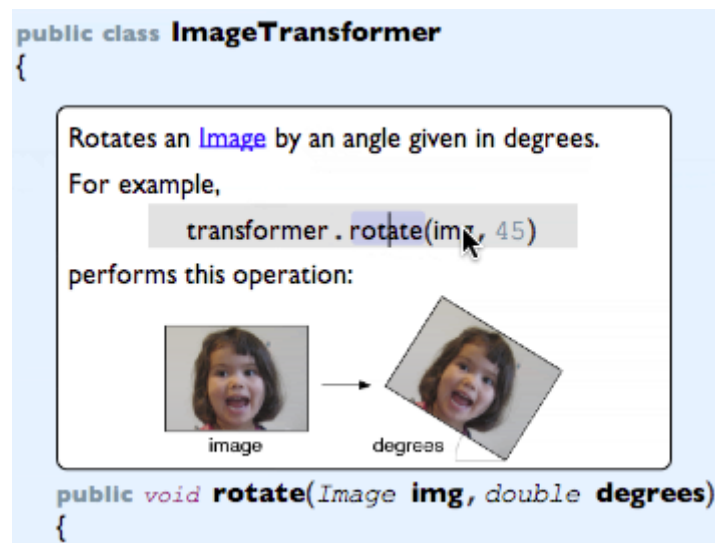 public class ImageTransformer
{
Rotates an Image by an angle given in degrees.
For example,
transformer . rotate(img, 45)
performs this operation:
image degrees
public void rotate(Image img, double degrees)
{